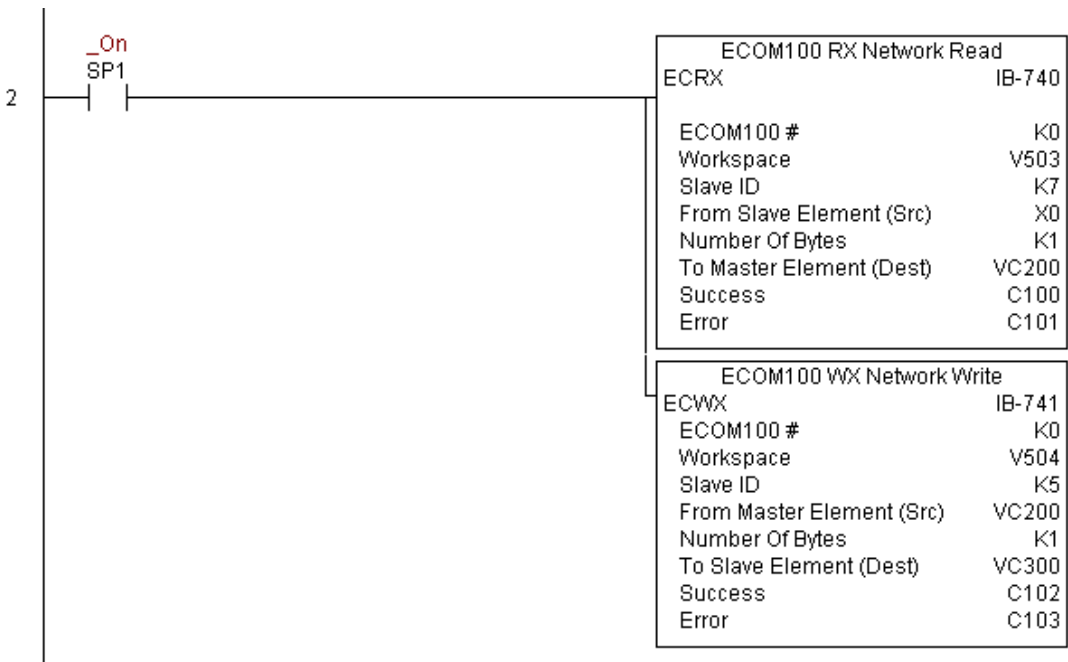 _On
SP1
2
ECOM100 RX Network Read
ECRX IB-740
ECOM100 # K0
Workspace V503
Slave ID K7
From Slave Element (Src) X0
Number Of Bytes K1
To Master Element (Dest) VC200
Success C100
Error C101
ECOM100 WX Network Write
ECWX IB-741
ECOM100 # K0
Workspace V504
Slave ID K5
From Master Element (Src) VC200
Number Of Bytes K1
To Slave Element (Dest) VC300
Success C102
Error C103